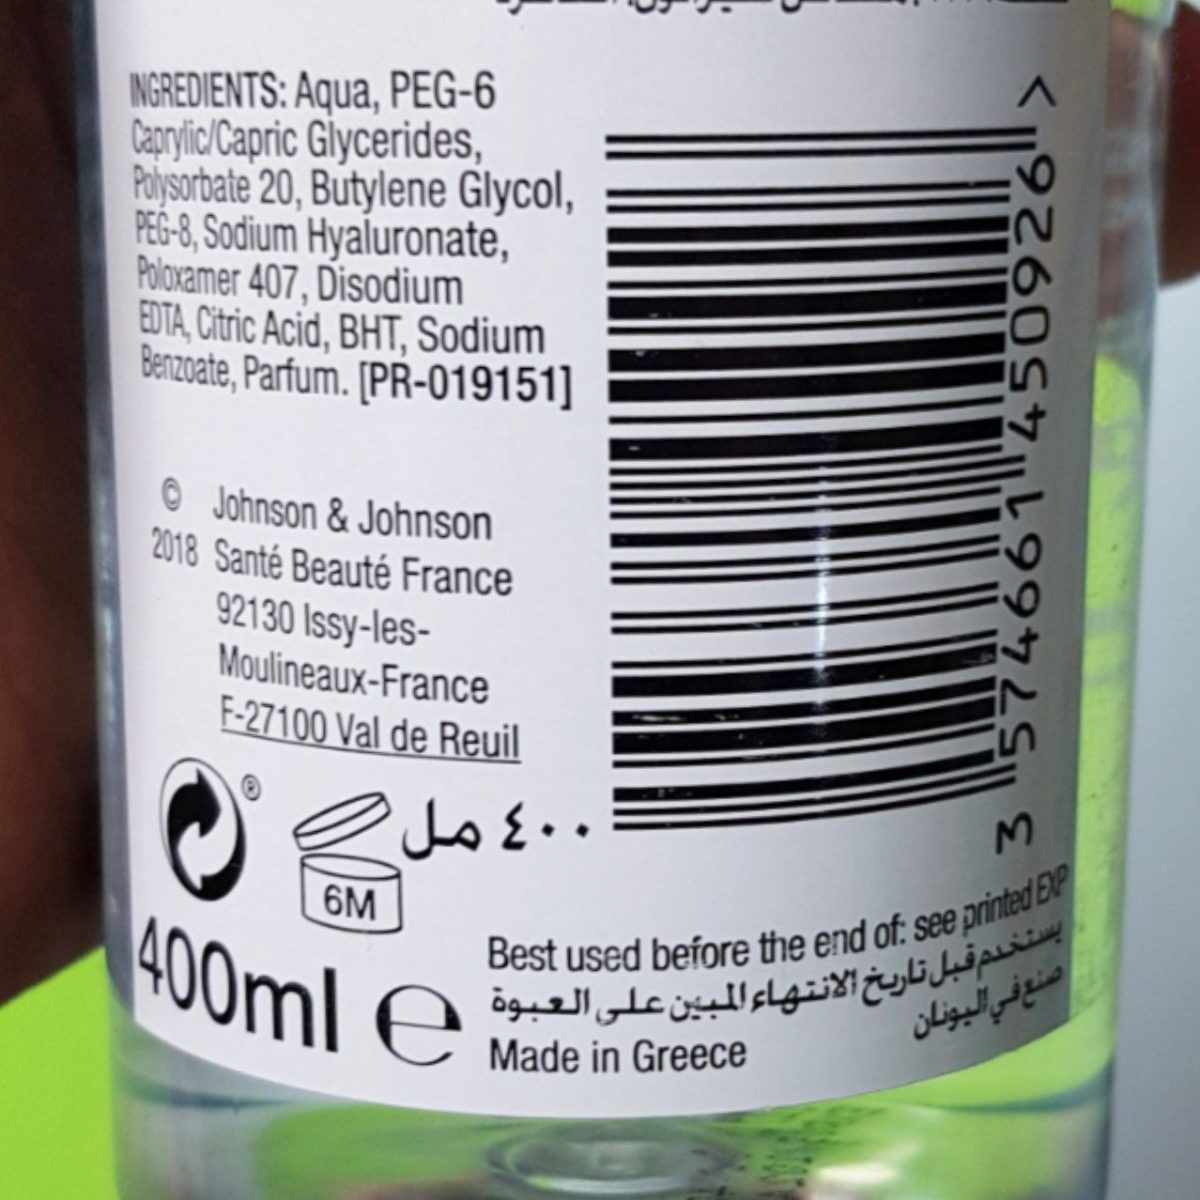 INGREDIENTS: Aqua, PEG-6
Caprylic/Capric Glycerides,
Polysorbate 20, Butylene Glycol,
PEG-8, Sodium Hyaluronate,
Poloxamer 407, Disodium
EDTA, Citric Acid, BHT, Sodium
Benzoate, Parfum. [PR-019151]
© Johnson & Johnson
2018 Santé Beauté France
92130 Issy-les-
Moulineaux-France
F-27100 Val de Reuil
3 574661 450926 >
®
٤٠٠ مل
6M
400ml e
Best used before the end of: see printed EXP
يستخدم قبل تاريخ الانتهاء المبين على العبوة
صنع في اليونان
Made in Greece